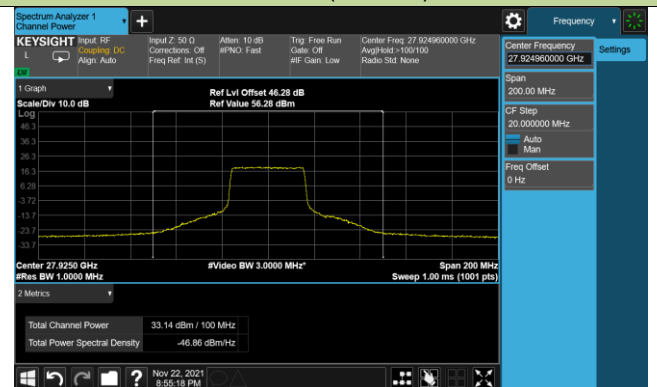 Spectrum Analyzer 1
Channel Power
Frequency
KEYSIGHT
L
Input: RF
Coupling: DC
Align: Auto
Input Z: 50 Ω
Corrections: Off
Freq Ref: Int (S)
Atten: 10 dB
#PNO: Fast
Trig: Free Run
Gate: Off
#IF Gain: Low
Center Freq: 27.924960000 GHz
Avg|Hold:>100/100
Radio Std: None
Center Frequency
27.924960000 GHz
Settings
Span
200.00 MHz
CF Step
20.000000 MHz
Auto
Man
Freq Offset
0 Hz
1 Graph
Scale/Div 10.0 dB
Ref Lvl Offset 46.28 dB
Ref Value 56.28 dBm
Log
46.3
36.3
26.3
16.3
6.28
-3.72
-13.7
-23.7
-33.7
Center 27.9250 GHz
#Video BW 3.0000 MHz*
Span 200 MHz
#Res BW 1.0000 MHz
Sweep 1.00 ms (1001 pts)
2 Metrics
Total Channel Power 33.14 dBm / 100 MHz
Total Power Spectral Density -46.86 dBm/Hz
Nov 22, 2021
8:55:18 PM